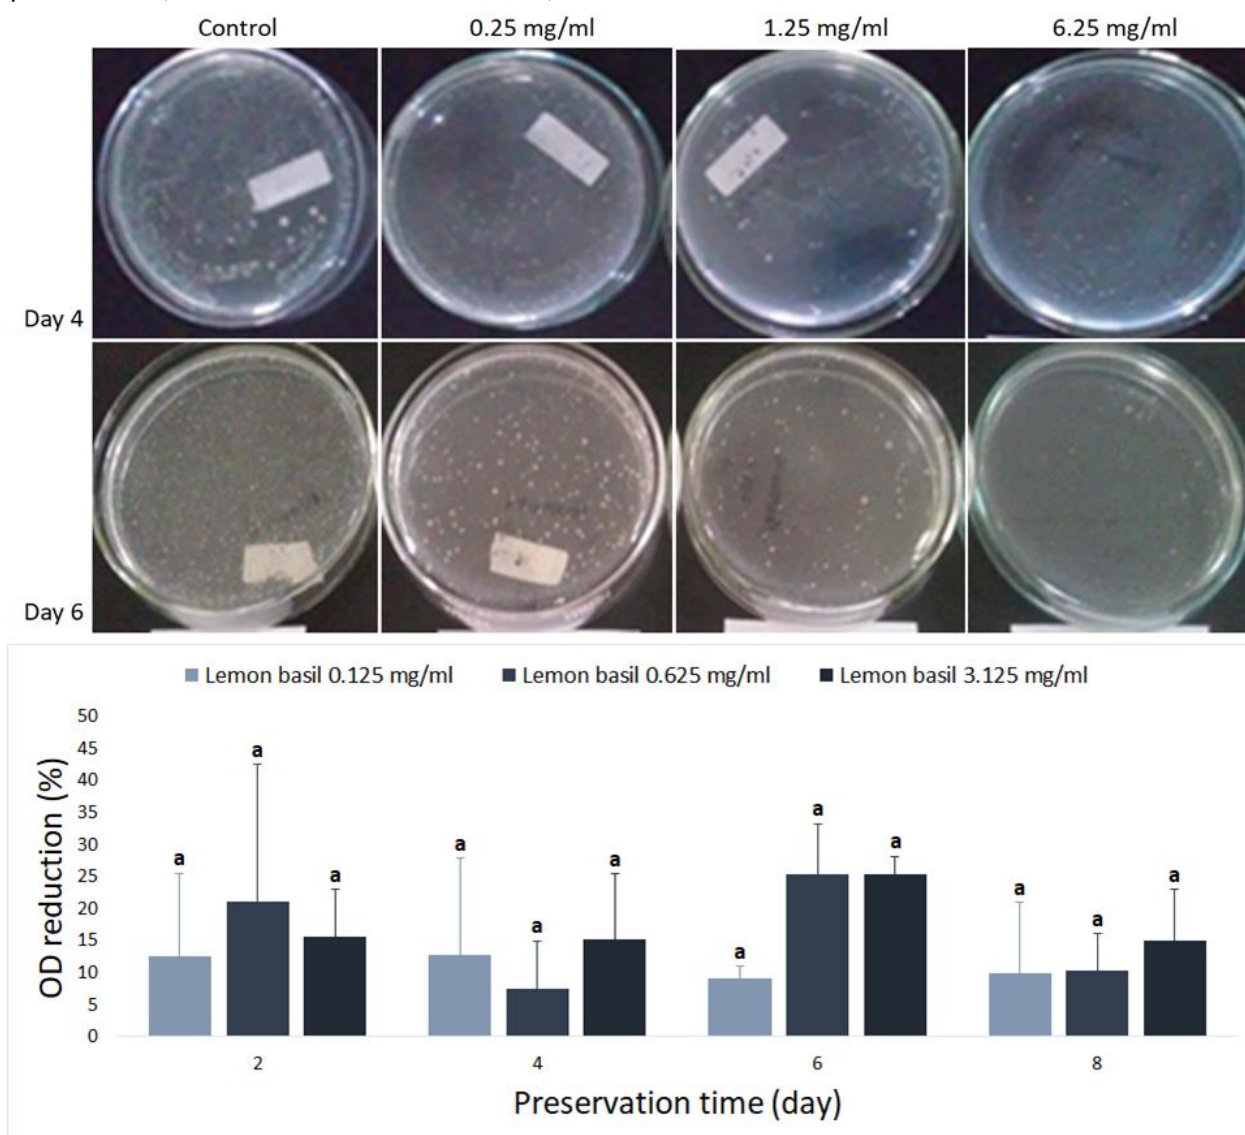 Control 0.25 mg/ml 1.25 mg/ml 6.25 mg/ml
Day 4
Day 6
Lemon basil 0.125 mg/ml Lemon basil 0.625 mg/ml Lemon basil 3.125 mg/ml
OD reduction (%)
50
45
40
35
30
25
20
15
10
5
0
a a a a a a a a a a a a
2 4 6 8
Preservation time (day)